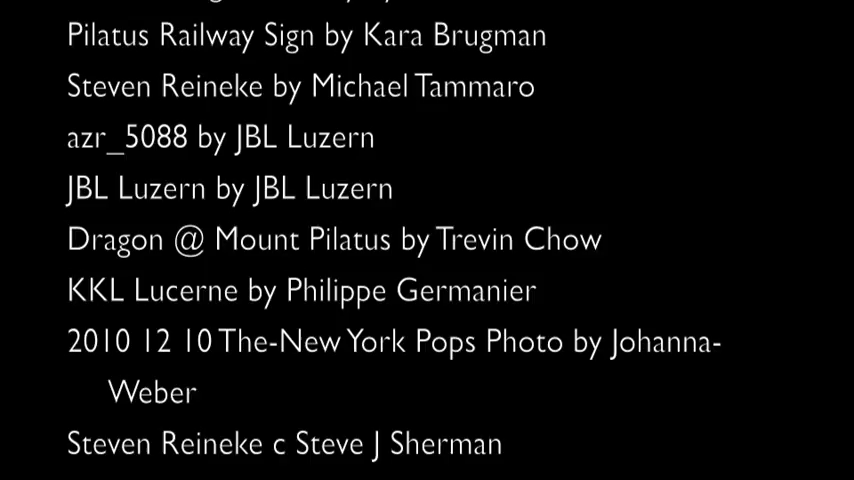 Pilatus Railway Sign by Kara Brugman
Steven Reineke by Michael Tammaro
azr_5088 by JBL Luzern
JBL Luzern by JBL Luzern
Dragon @ Mount Pilatus by Trevin Chow
KKL Lucerne by Philippe Germanier
2010 12 10 The-New York Pops Photo by Johanna-
Weber
Steven Reineke c Steve J Sherman